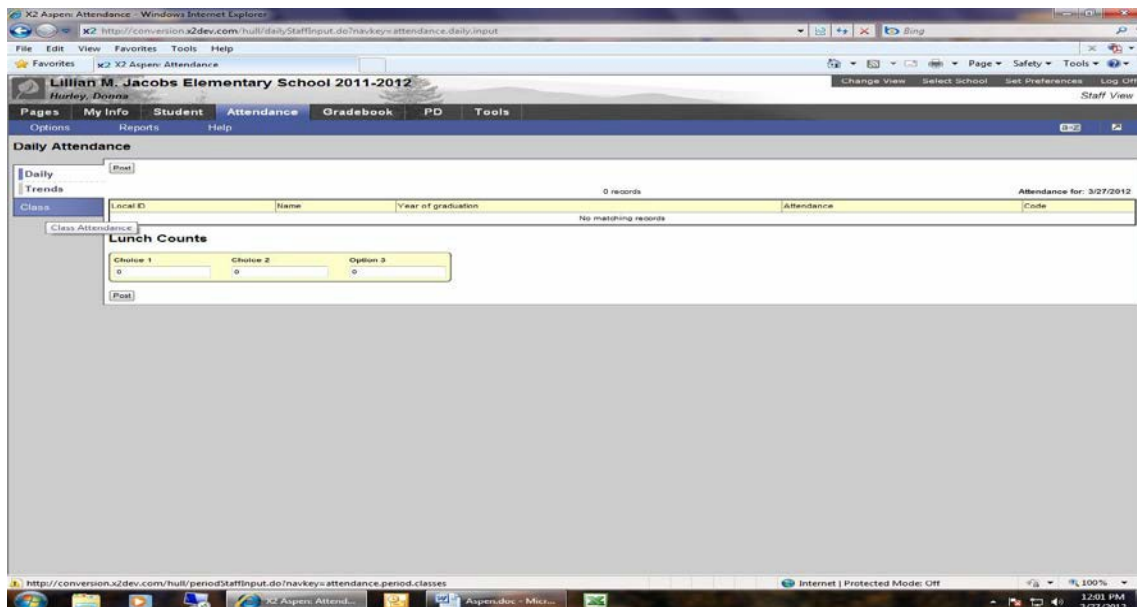 X2 Aspen: Attendance - Windows Internet Explorer
x2 http://conversion.x2dev.com/hull/dailyStaffInput.do?navkey=attendance.daily.input
Bing
File Edit View Favorites Tools Help
Favorites x2 X2 Aspen: Attendance Page Safety Tools
Lillian M. Jacobs Elementary School 2011-2012 Change View Select School Set Preferences Log Off
Hurley, Donna Staff View
Pages My Info Student Attendance Gradebook PD Tools
Options Reports Help
Daily Attendance
Daily Post
Trends 0 records Attendance for: 3/27/2012
Class Local ID Name Year of graduation Attendance Code
No matching records
Class Attendance
Lunch Counts
Choice 1 Choice 2 Option 3
0 0 0
Post
http://conversion.x2dev.com/hull/periodStaffInput.do?navkey=attendance.period.classes Internet | Protected Mode: Off 100%
X2 Aspen: Attend... Aspen.doc - Micr... 12:01 PM
3/27/2012